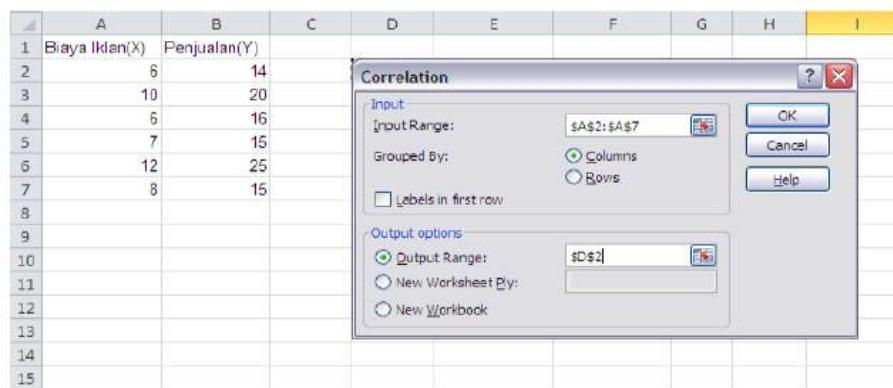 A B C D E F G H I
1 Biaya Iklan(X) Penjualan(Y)
2 6 14
3 10 20
4 6 16
5 7 15
6 12 25
7 8 15
8
9
10
11
12
13
14
15
Correlation
Input
Input Range: $A$2:$A$7
OK
Grouped By: Columns
Cancel
Rows
Help
Labels in first row
Output options
Output Range: $D$2
New Worksheet Ply:
New Workbook